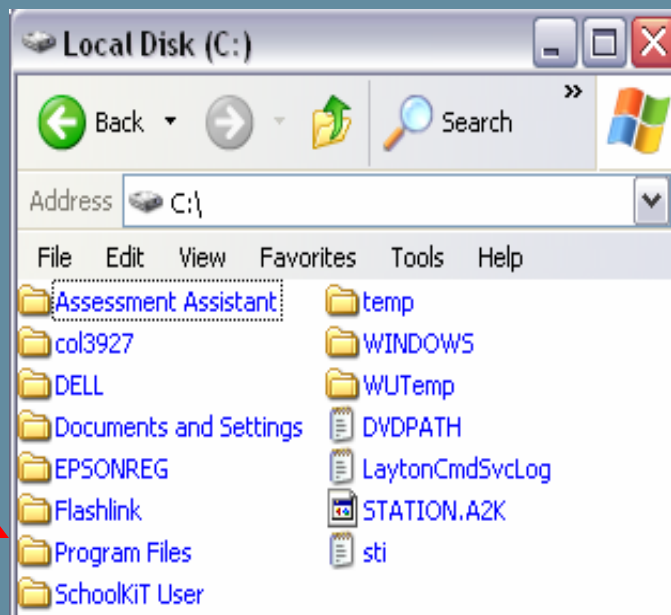 Local Disk (C:)
Back Search »
Address C:\
File Edit View Favorites Tools Help
Assessment Assistant
col3927
DELL
Documents and Settings
EPSONREG
Flashlink
Program Files
SchoolKiT User
temp
WINDOWS
WUTemp
DVDPATH
LaytonCmdSvcLog
STATION.A2K
sti